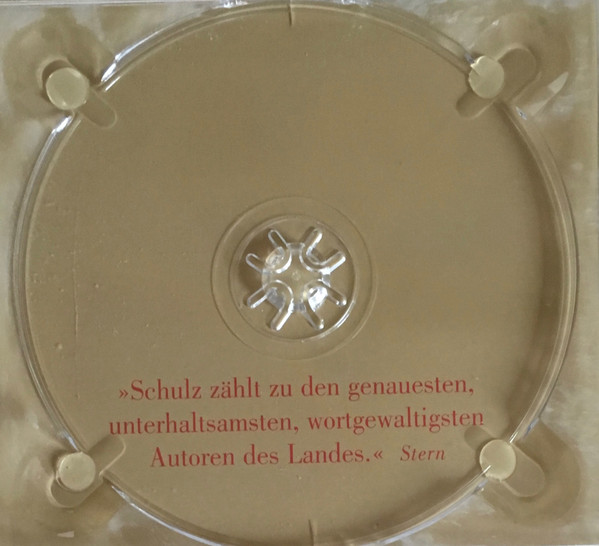 »Schulz zählt zu den genauesten,
unterhaltsamsten, wortgewaltigsten
Autoren des Landes.« Stern